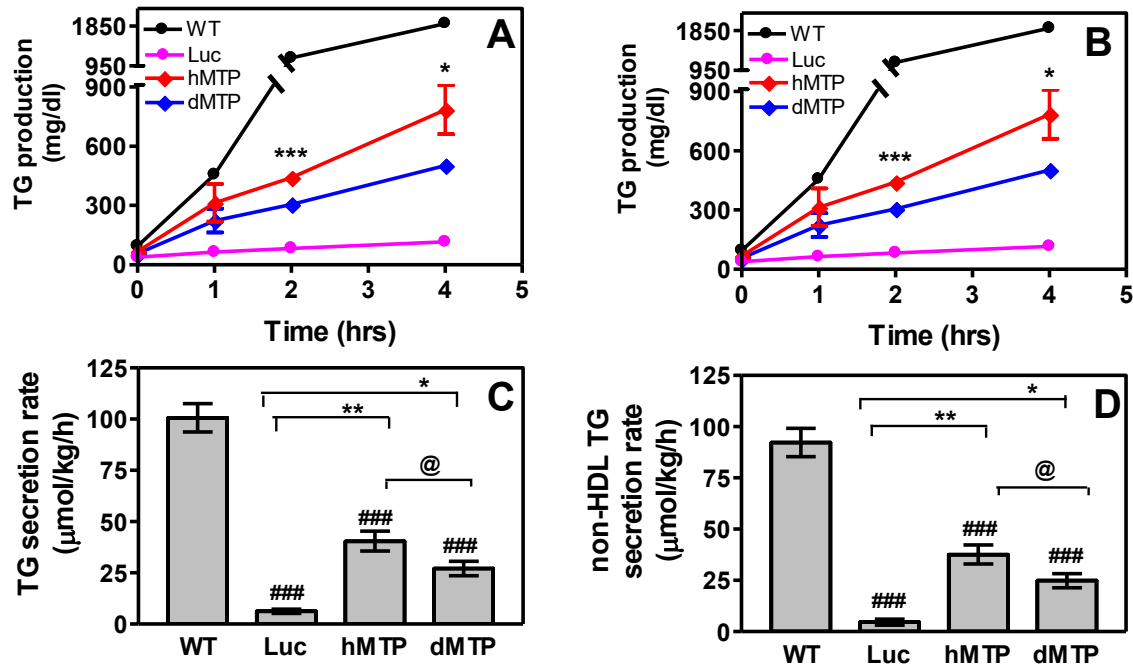 A
TG production
(mg/dl)
1850
950
900
600
300
0
WT
Luc
hMTP
dMTP
***
*
0 1 2 3 4 5
Time (hrs)
B
TG production
(mg/dl)
1850
950
900
600
300
0
WT
Luc
hMTP
dMTP
***
*
0 1 2 3 4 5
Time (hrs)
C
TG secretion rate
(μmol/kg/h)
125
100
75
50
25
0
*
**
@
###
###
###
WT Luc hMTP dMTP
D
non-HDL TG
secretion rate
(μmol/kg/h)
125
100
75
50
25
0
*
**
@
###
###
###
WT Luc hMTP dMTP